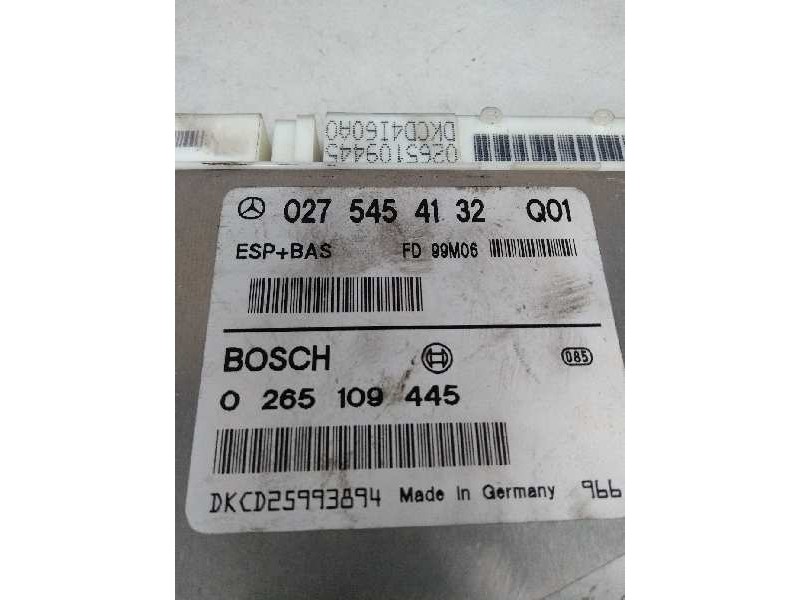 0265109445
DKCD4I60A0
027 545 41 32 Q01
ESP+BAS FD 99M06
BOSCH 085
0 265 109 445
DKCD25993894 Made in Germany 966